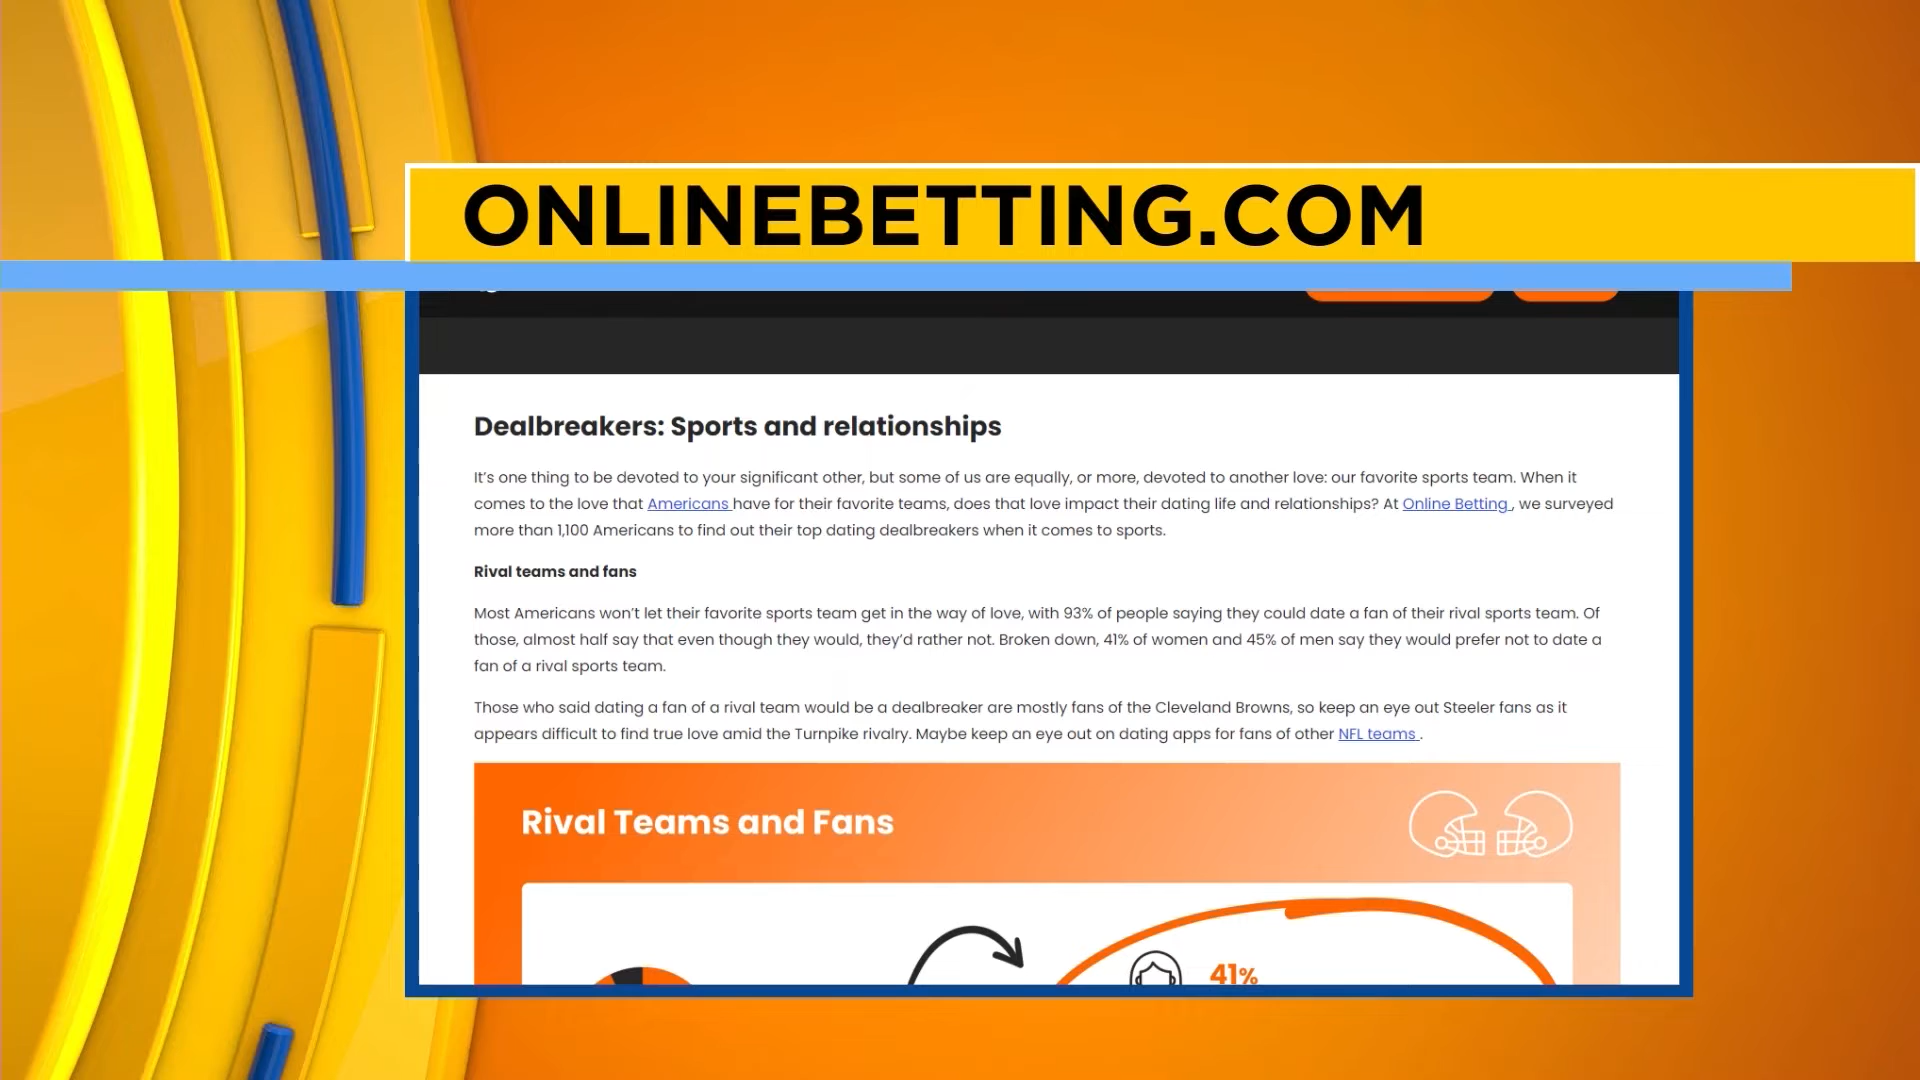 ONLINEBETTING.COM
Dealbreakers: Sports and relationships
It's one thing to be devoted to your significant other, but some of us are equally, or more, devoted to another love: our favorite sports team. When it
comes to the love that Americans have for their favorite teams, does that love impact their dating life and relationships? At Online Betting , we surveyed
more than 1,100 Americans to find out their top dating dealbreakers when it comes to sports.
Rival teams and fans
Most Americans won't let their favorite sports team get in the way of love, with 93% of people saying they could date a fan of their rival sports team. Of
those, almost half say that even though they would, they'd rather not. Broken down, 41% of women and 45% of men say they would prefer not to date a
fan of a rival sports team.
Those who said dating a fan of a rival team would be a dealbreaker are mostly fans of the Cleveland Browns, so keep an eye out Steeler fans as it
appears difficult to find true love amid the Turnpike rivalry. Maybe keep an eye out on dating apps for fans of other NFL teams .
Rival Teams and Fans
41%